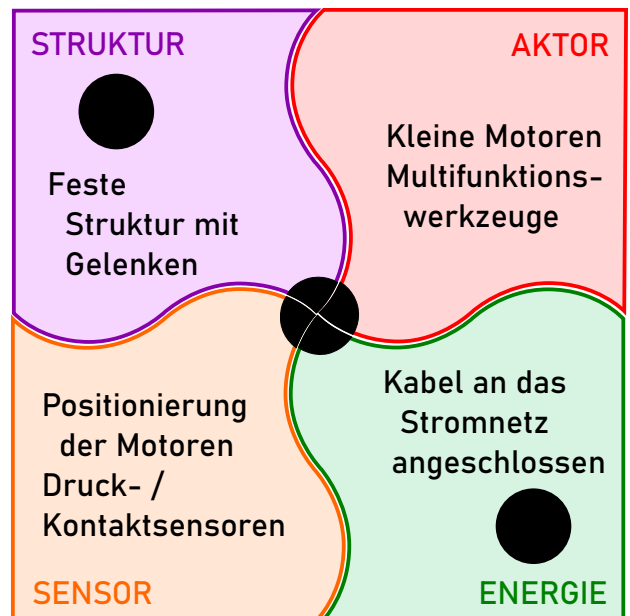 STRUKTUR
Feste
Struktur mit
Gelenken
AKTOR
Kleine Motoren
Multifunktions-
werkzeuge
Positionierung
der Motoren
Druck- /
Kontaktsensoren
SENSOR
Kabel an das
Stromnetz
angeschlossen
ENERGIE